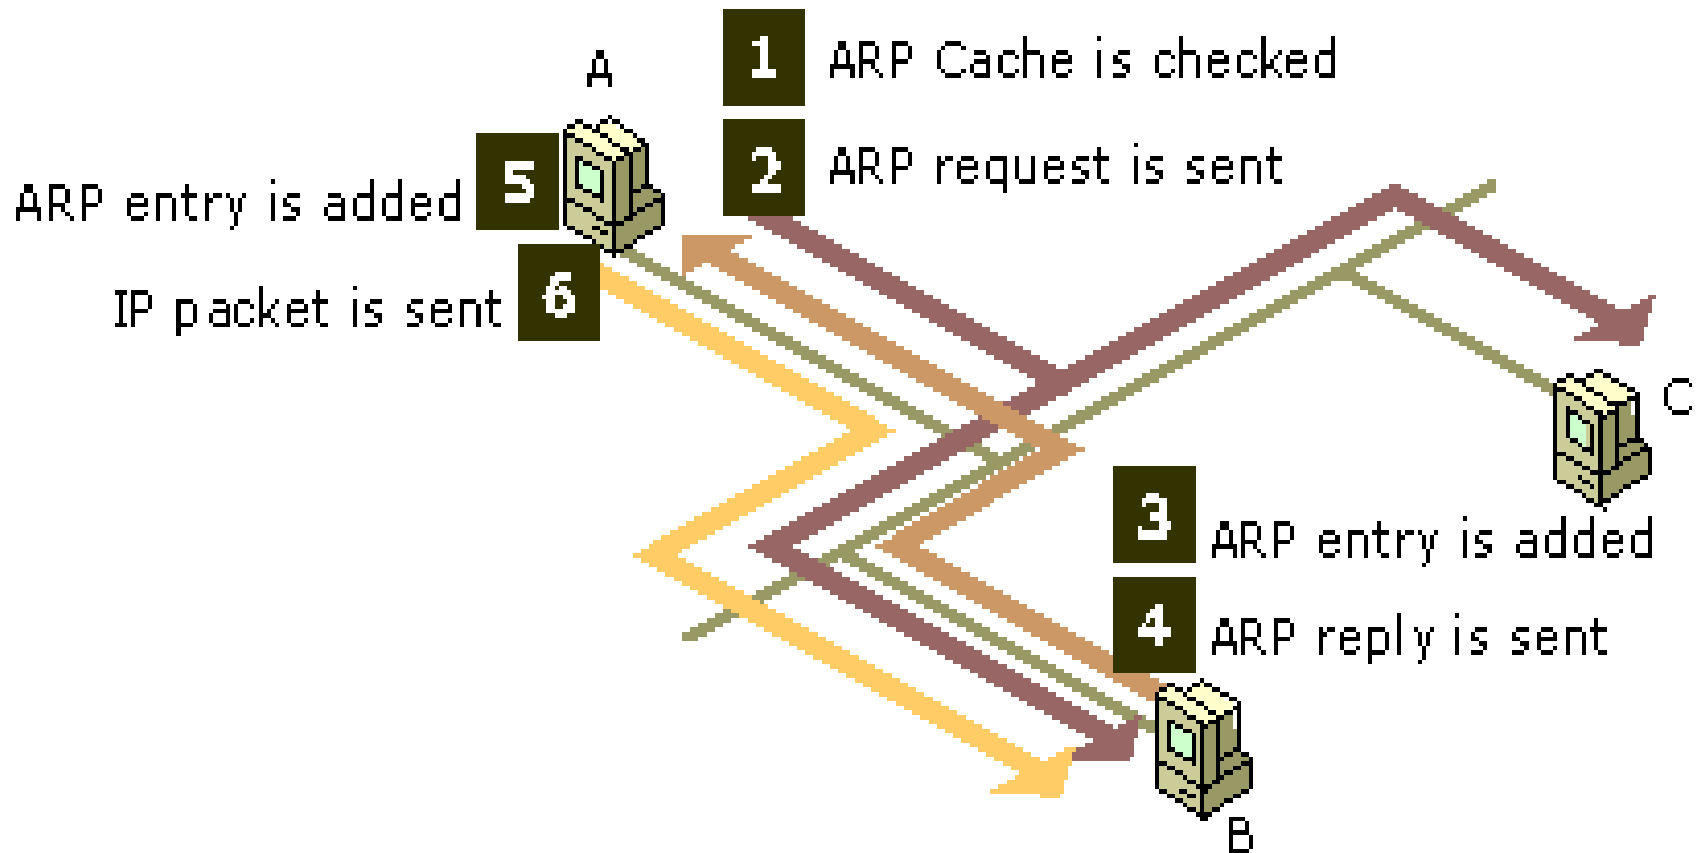 A
1 ARP Cache is checked
2 ARP request is sent
5 ARP entry is added
6 IP packet is sent
C
3 ARP entry is added
4 ARP reply is sent
B